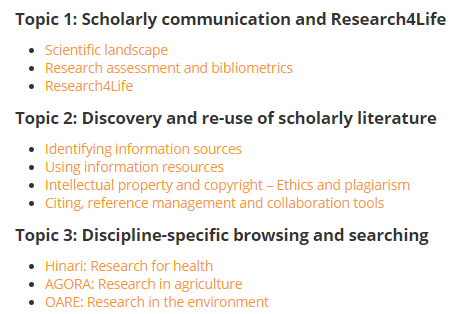 Topic 1: Scholarly communication and Research4Life
Scientific landscape
Research assessment and bibliometrics
Research4Life
Topic 2: Discovery and re-use of scholarly literature
Identifying information sources
Using information resources
Intellectual property and copyright – Ethics and plagiarism
Citing, reference management and collaboration tools
Topic 3: Discipline-specific browsing and searching
Hinari: Research for health
AGORA: Research in agriculture
OARE: Research in the environment